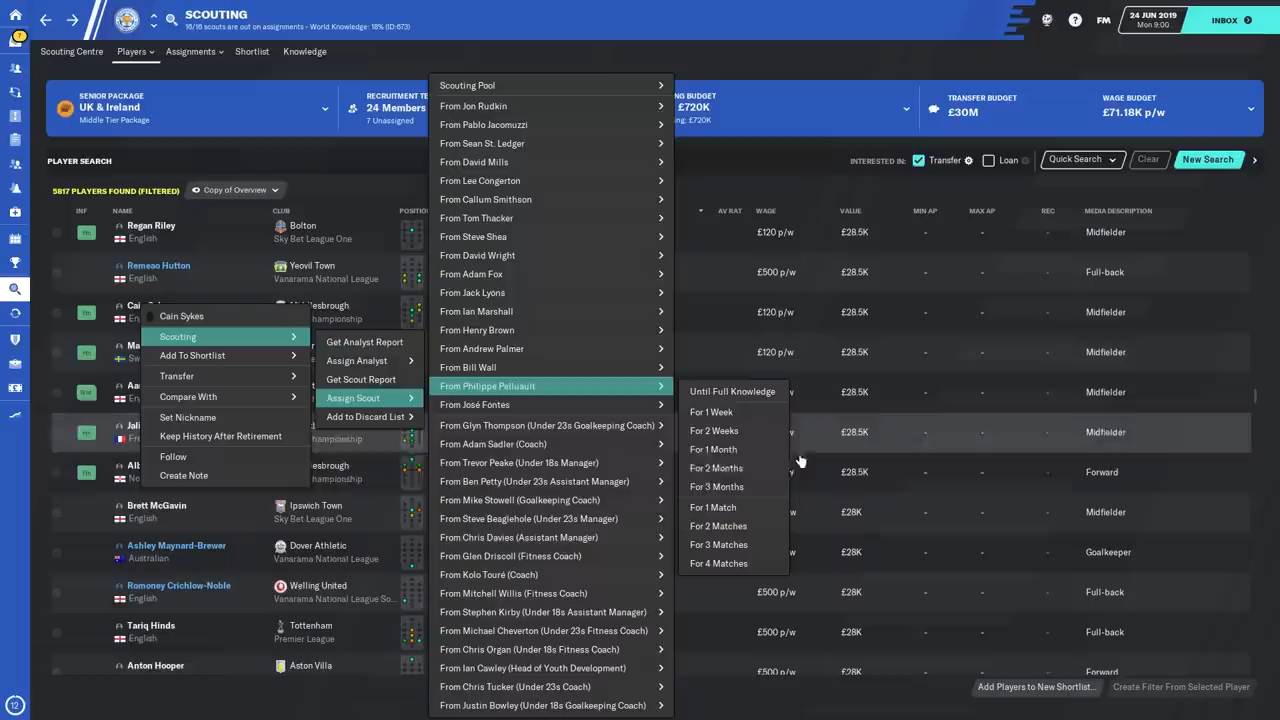 SCOUTING
16/16 scouts are out on assignments - World Knowledge: 18% (ID:673)
FM
24 JUN 2019
MON 9:00
INBOX
?
Scouting Centre
Players
Assignments
Shortlist
Knowledge
SENIOR PACKAGE
UK & Ireland
Middle Tier Package
24 Members
7 Unassigned
£720K
£720K
TRANSFER BUDGET
£30M
WAGE BUDGET
£71.18K p/w
PLAYER SEARCH
INTERESTED IN:
Transfer
Loan
Quick Search
Clear
New Search
5817 PLAYERS FOUND (FILTERED)
Copy of Overview
INF
NAME
CLUB
AV RAT
WAGE
VALUE
MIN AP
MAX AP
REC
MEDIA DESCRIPTION
Regan Riley
English
Bolton
Sky Bet League One
£120 p/w
£28.5K
-
-
-
Midfielder
Remeao Hutton
English
Yeovil Town
Vanarama National League
£500 p/w
£28.5K
-
-
-
Full-back
£120 p/w
£28.5K
-
-
-
Midfielder
£120 p/w
£28.5K
-
-
-
Midfielder
£28.5K
-
-
-
Midfielder
£28.5K
-
-
-
Midfielder
£28.5K
-
-
-
Forward
Brett McGavin
English
Ipswich Town
Sky Bet League One
£28K
-
-
-
Midfielder
Ashley Maynard-Brewer
Australian
Dover Athletic
Vanarama National League
£28K
-
-
-
Goalkeeper
Romoney Crichlow-Noble
English
Welling United
Vanarama National League So...
£500 p/w
£28K
-
-
-
Full-back
Tariq Hinds
English
Tottenham
Premier League
£500 p/w
£28K
-
-
-
Full-back
Anton Hooper
Aston Villa
£500 p/w
£28K
-
-
-
Forward
Cain Sykes
Scouting
Add To Shortlist
Transfer
Compare With
Set Nickname
Keep History After Retirement
Follow
Create Note
Get Analyst Report
Assign Analyst
Get Scout Report
Assign Scout
Add to Discard List
Scouting Pool
From Jon Rudkin
From Pablo Jacomuzzi
From Sean St. Ledger
From David Mills
From Lee Congerton
From Callum Smithson
From Tom Thacker
From Steve Shea
From David Wright
From Adam Fox
From Jack Lyons
From Ian Marshall
From Henry Brown
From Andrew Palmer
From Bill Wall
From Philippe Pelluault
From José Fontes
From Glyn Thompson (Under 23s Goalkeeping Coach)
From Adam Sadler (Coach)
From Trevor Peake (Under 18s Manager)
From Ben Petty (Under 23s Assistant Manager)
From Mike Stowell (Goalkeeping Coach)
From Steve Beaglehole (Under 23s Manager)
From Chris Davies (Assistant Manager)
From Glen Driscoll (Fitness Coach)
From Kolo Touré (Coach)
From Mitchell Willis (Fitness Coach)
From Stephen Kirby (Under 18s Assistant Manager)
From Michael Cheverton (Under 23s Fitness Coach)
From Chris Organ (Under 18s Fitness Coach)
From Ian Cawley (Head of Youth Development)
From Chris Tucker (Under 23s Coach)
From Justin Bowley (Under 18s Goalkeeping Coach)
Until Full Knowledge
For 1 Week
For 2 Weeks
For 1 Month
For 2 Months
For 3 Months
For 1 Match
For 2 Matches
For 3 Matches
For 4 Matches
Add Players to New Shortlist...
Create Filter From Selected Player
12